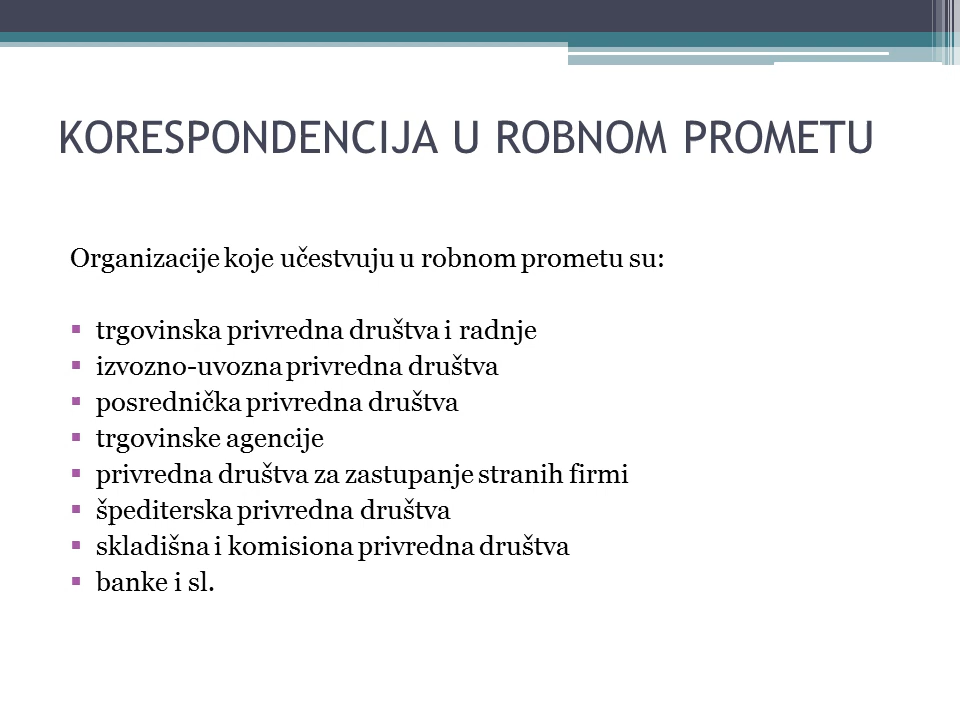 KORESPONDENCIJA U ROBNOM PROMETU
Organizacije koje učestvuju u robnom prometu su:
▪ trgovinska privredna društva i radnje
▪ izvozno-uvozna privredna društva
▪ posrednička privredna društva
▪ trgovinske agencije
▪ privredna društva za zastupanje stranih firmi
▪ špediterska privredna društva
▪ skladišna i komisiona privredna društva
▪ banke i sl.